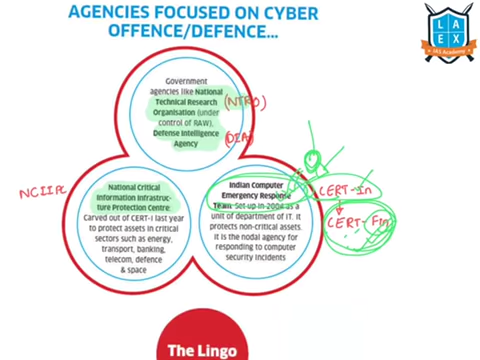 AGENCIES FOCUSED ON CYBER
OFFENCE/DEFENCE...
L A
E X
IAS Academy
Government
agencies like National
Technical Research
Organisation (under
control of RAW),
Defense Intelligence
Agency
(NTRO)
(DIA)
NCIIPC
National Critical
Information Infrastruc-
ture Protection Centre
Carved out of CERT-I last
year to protect assets in critical
sectors such as energy,
transport, banking,
telecom, defence
& space
Indian Computer
Emergency Response
Team Set up in 2004 as a
unit of department of IT. It
protects non-critical assets.
It is the nodal agency for
responding to computer
security incidents
CERT-In
CERT-Fin
The Lingo